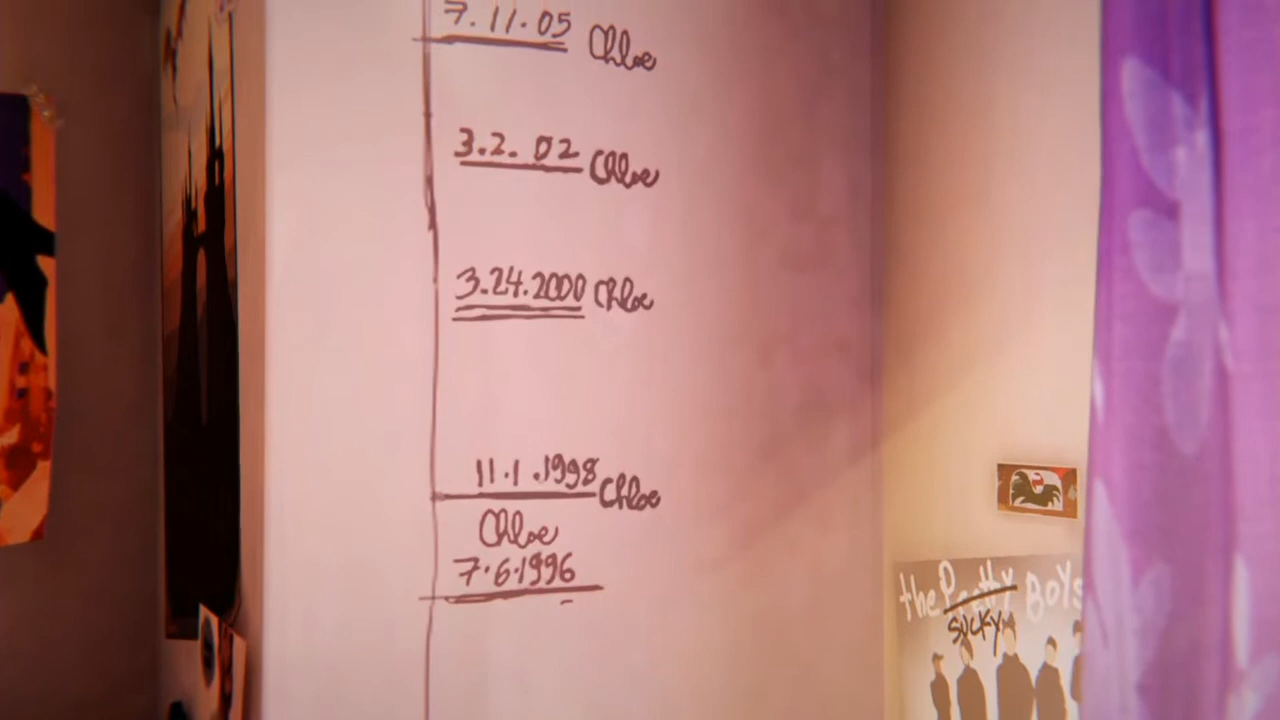 7.11.05 Chloe
3.2.02 Chloe
3.24.2000 Chloe
11.1.1998 Chloe
Chloe
7.6.1996
the Pretty BOYS
SUCKY